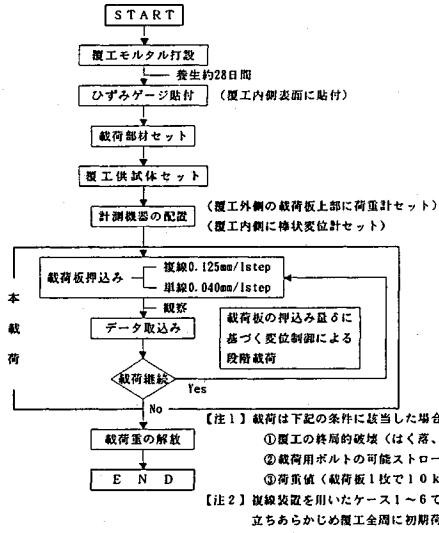 START
覆工モルタル打設
養生約28日間
ひずみゲージ貼付 (覆工内側表面に貼付)
載荷部材セット
覆工供試体セット
計測機器の配置
(覆工外側の載荷板上部に荷重計セット)
(覆工内側に棒状変位計セット)
本載荷
載荷板押込み
複線0.125mm/1step
単線0.040mm/1step
観察
データ取込み
載荷板の押込み量δに
基づく変位制御による
段階載荷
載荷継続
Yes
No
載荷重の解放
END
【注1】載荷は下記の条件に該当した場合
①覆工の終局的破壊(はく落、
②載荷用ボルトの可能ストロー
③荷重値(載荷板1枚で10k
【注2】複線装置を用いたケース1~6で
立ちあらかじめ覆工全周に初期荷